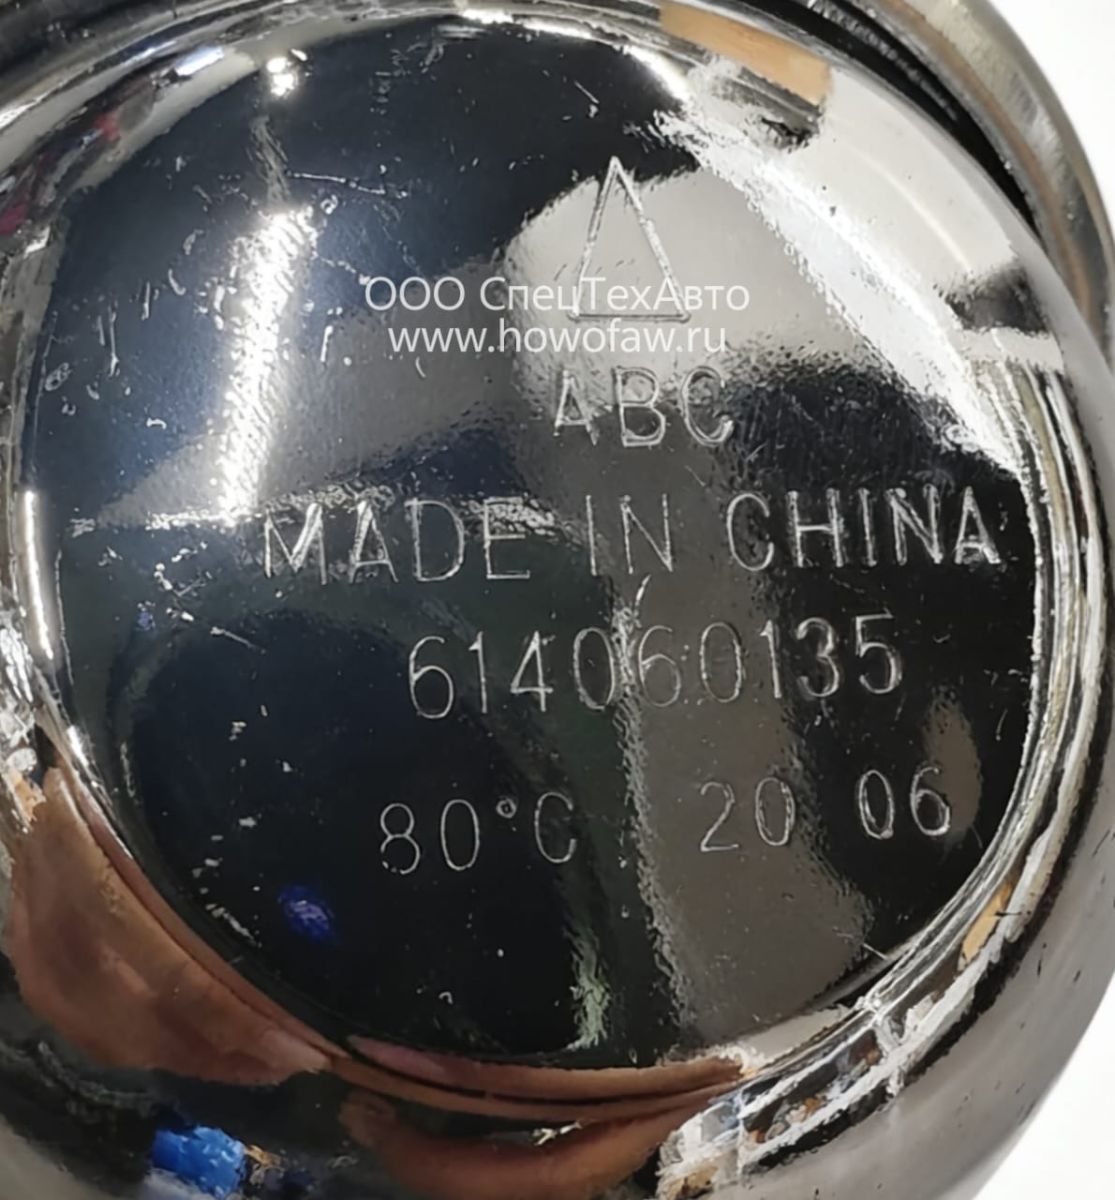 ООО СпецТехАвто
www.howofaw.ru
ABC
MADE IN CHINA
614060135
80°C 20 06